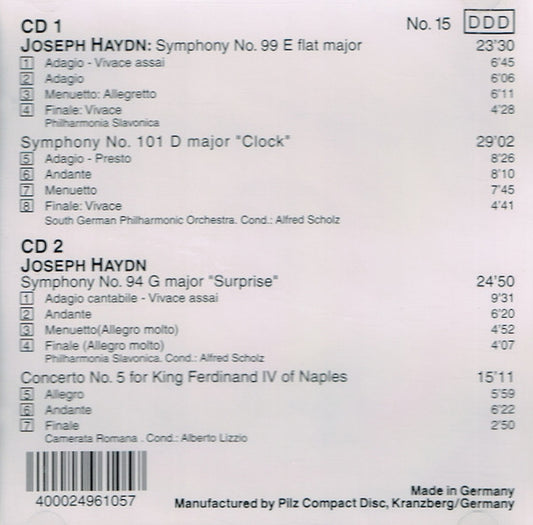 CD 1 No. 15 DDD
JOSEPH HAYDN: Symphony No. 99 E flat major 23'30
1 Adagio - Vivace assai 6'45
2 Adagio 6'06
3 Menuetto: Allegretto 6'11
4 Finale: Vivace 4'28
Philharmonia Slavonica
Symphony No. 101 D major "Clock" 29'02
5 Adagio - Presto 8'26
6 Andante 8'10
7 Menuetto 7'45
8 Finale: Vivace 4'41
South German Philharmonic Orchestra. Cond.: Alfred Scholz
CD 2
JOSEPH HAYDN
Symphony No. 94 G major "Surprise" 24'50
1 Adagio cantabile - Vivace assai 9'31
2 Andante 6'20
3 Menuetto(Allegro molto) 4'52
4 Finale (Allegro molto) 4'07
Philharmonia Slavonica. Cond.: Alfred Scholz
Concerto No. 5 for King Ferdinand IV of Naples 15'11
5 Allegro 5'59
6 Andante 6'22
7 Finale 2'50
Camerata Romana . Cond.: Alberto Lizzio
400024961057
Made in Germany
Manufactured by Pilz Compact Disc, Kranzberg/Germany